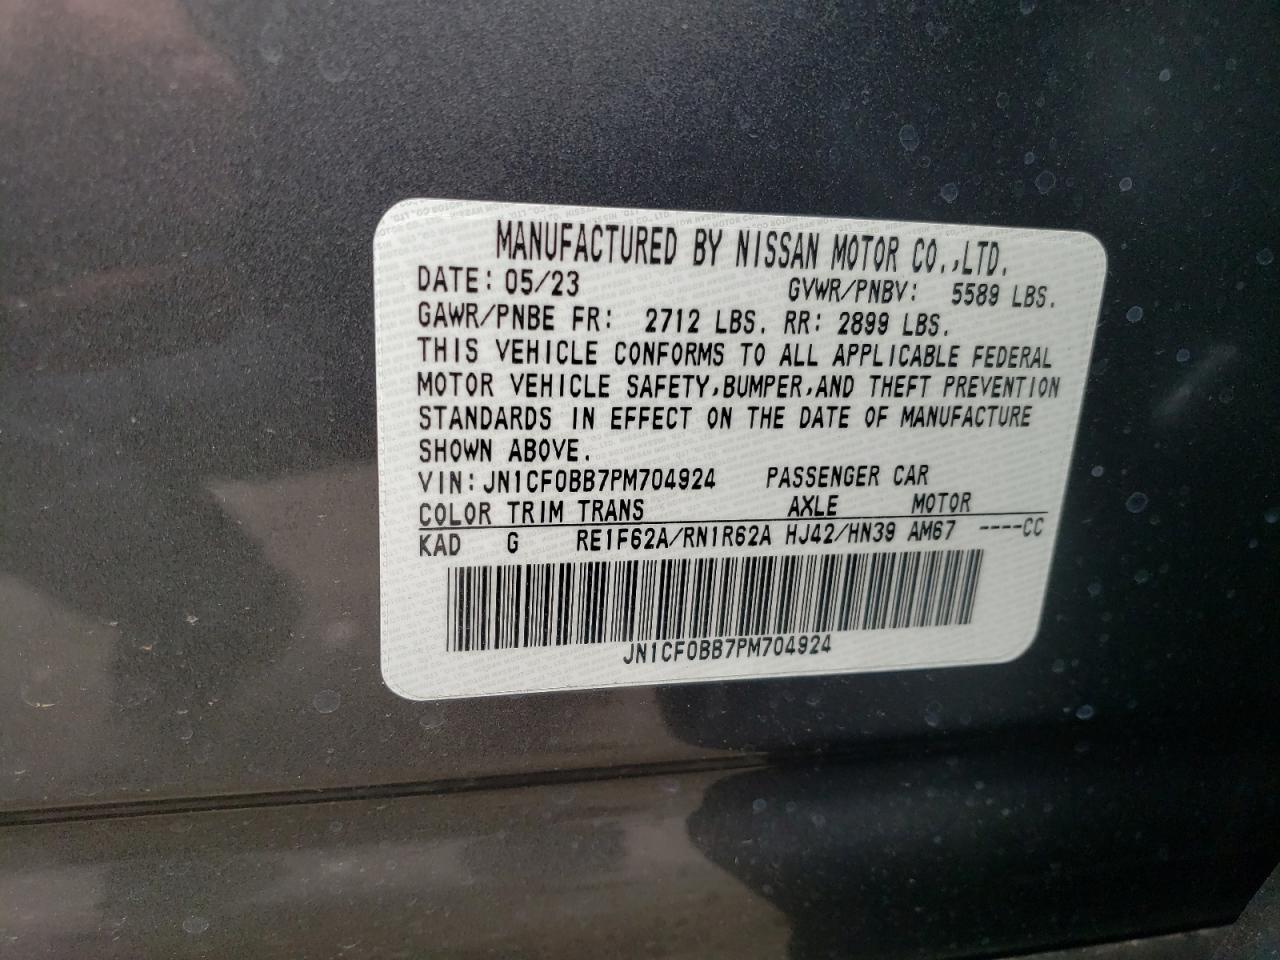 MANUFACTURED BY NISSAN MOTOR CO.,LTD.
DATE: 05/23 GVWR/PNBV: 5589 LBS.
GAWR/PNBE FR: 2712 LBS. RR: 2899 LBS.
THIS VEHICLE CONFORMS TO ALL APPLICABLE FEDERAL
MOTOR VEHICLE SAFETY,BUMPER,AND THEFT PREVENTION
STANDARDS IN EFFECT ON THE DATE OF MANUFACTURE
SHOWN ABOVE.
VIN: JN1CF0BB7PM704924 PASSENGER CAR
COLOR TRIM TRANS AXLE MOTOR
KAD G RE1F62A/RN1R62A HJ42/HN39 AM67 ----CC
JN1CF0BB7PM704924